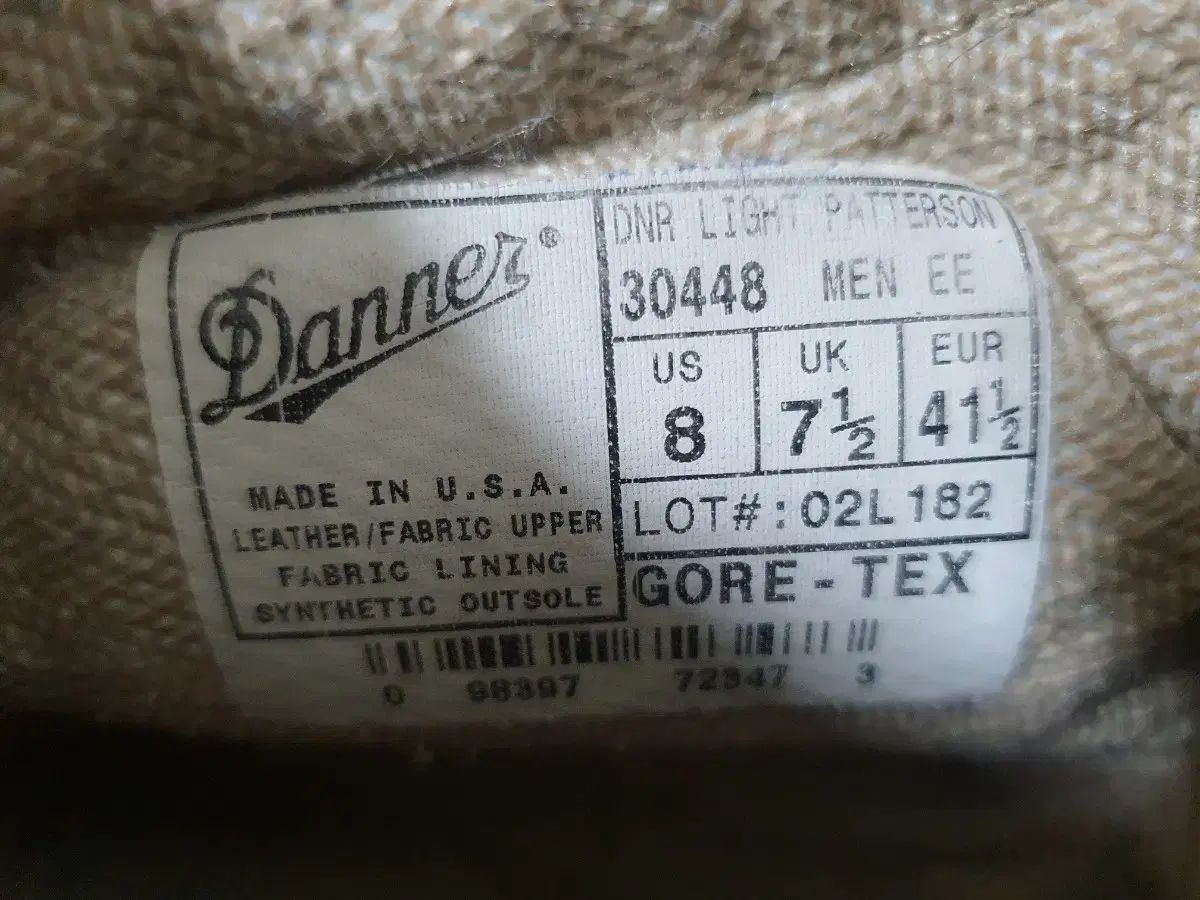 Danner®
MADE IN U.S.A.
LEATHER/FABRIC UPPER
FABRIC LINING
SYNTHETIC OUTSOLE
DNR LIGHT PATTERSON
30448 MEN EE
US UK EUR
8 7½ 41½
LOT#: 02L182
GORE-TEX
0 98397 72347 3